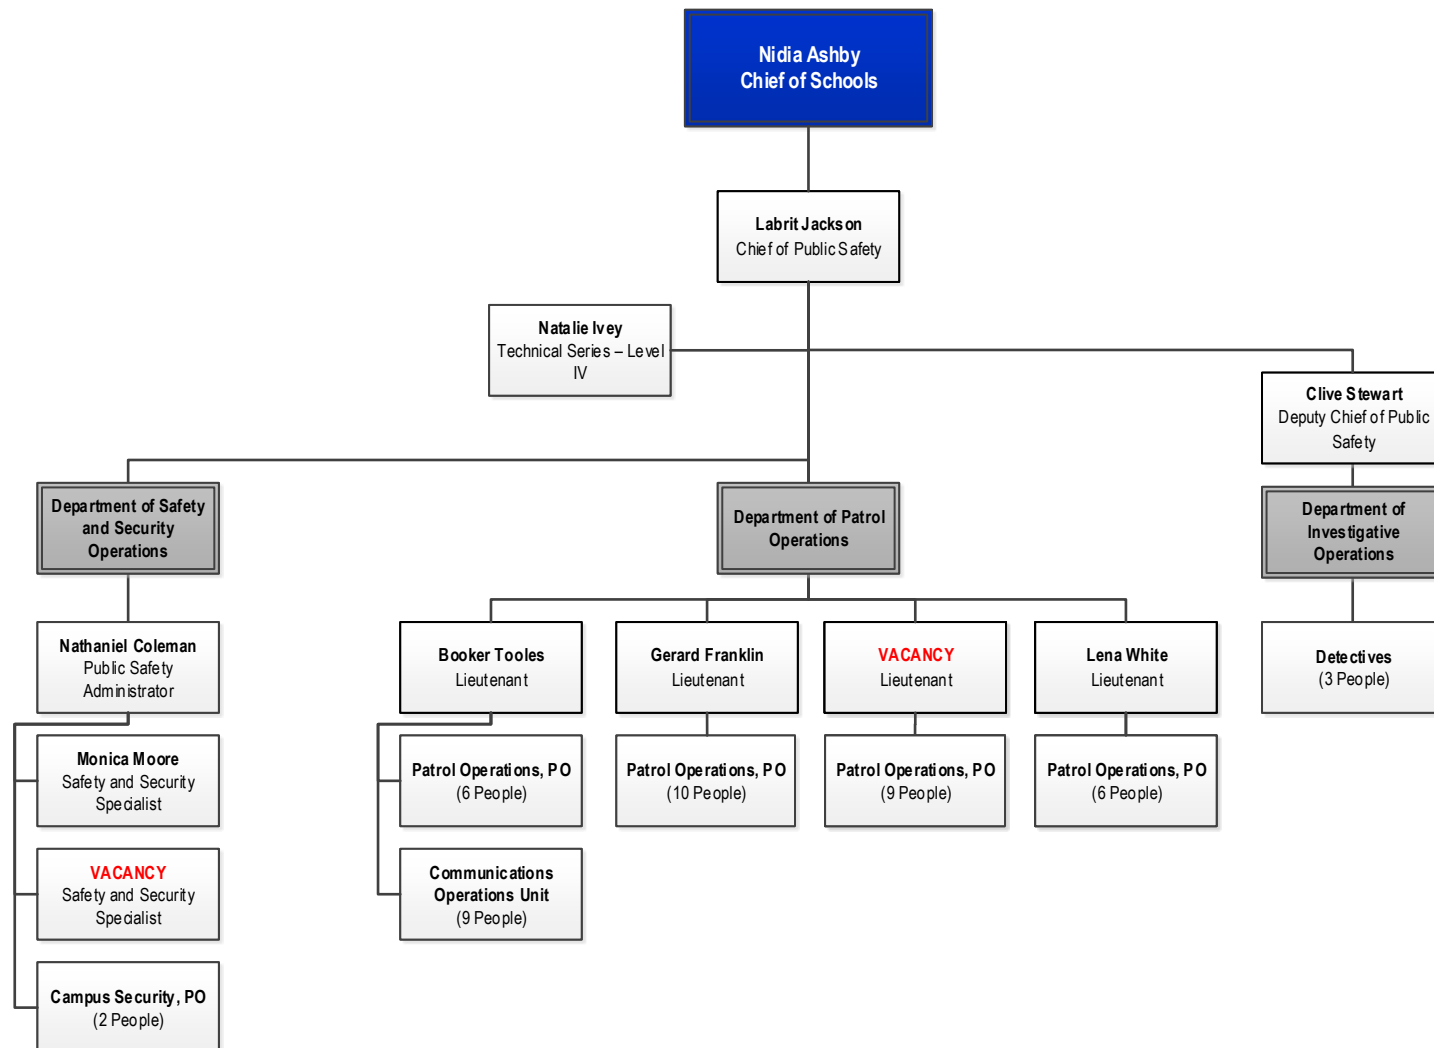 Nidia Ashby
Chief of Schools
Labrit Jackson
Chief of Public Safety
Natalie Ivey
Technical Series – Level
IV
Clive Stewart
Deputy Chief of Public
Safety
Department of Safety
and Security
Operations
Department of Patrol
Operations
Department of
Investigative
Operations
Nathaniel Coleman
Public Safety
Administrator
Booker Tooles
Lieutenant
Gerard Franklin
Lieutenant
VACANCY
Lieutenant
Lena White
Lieutenant
Detectives
(3 People)
Monica Moore
Safety and Security
Specialist
Patrol Operations, PO
(6 People)
Patrol Operations, PO
(10 People)
Patrol Operations, PO
(9 People)
Patrol Operations, PO
(6 People)
VACANCY
Safety and Security
Specialist
Communications
Operations Unit
(9 People)
Campus Security, PO
(2 People)